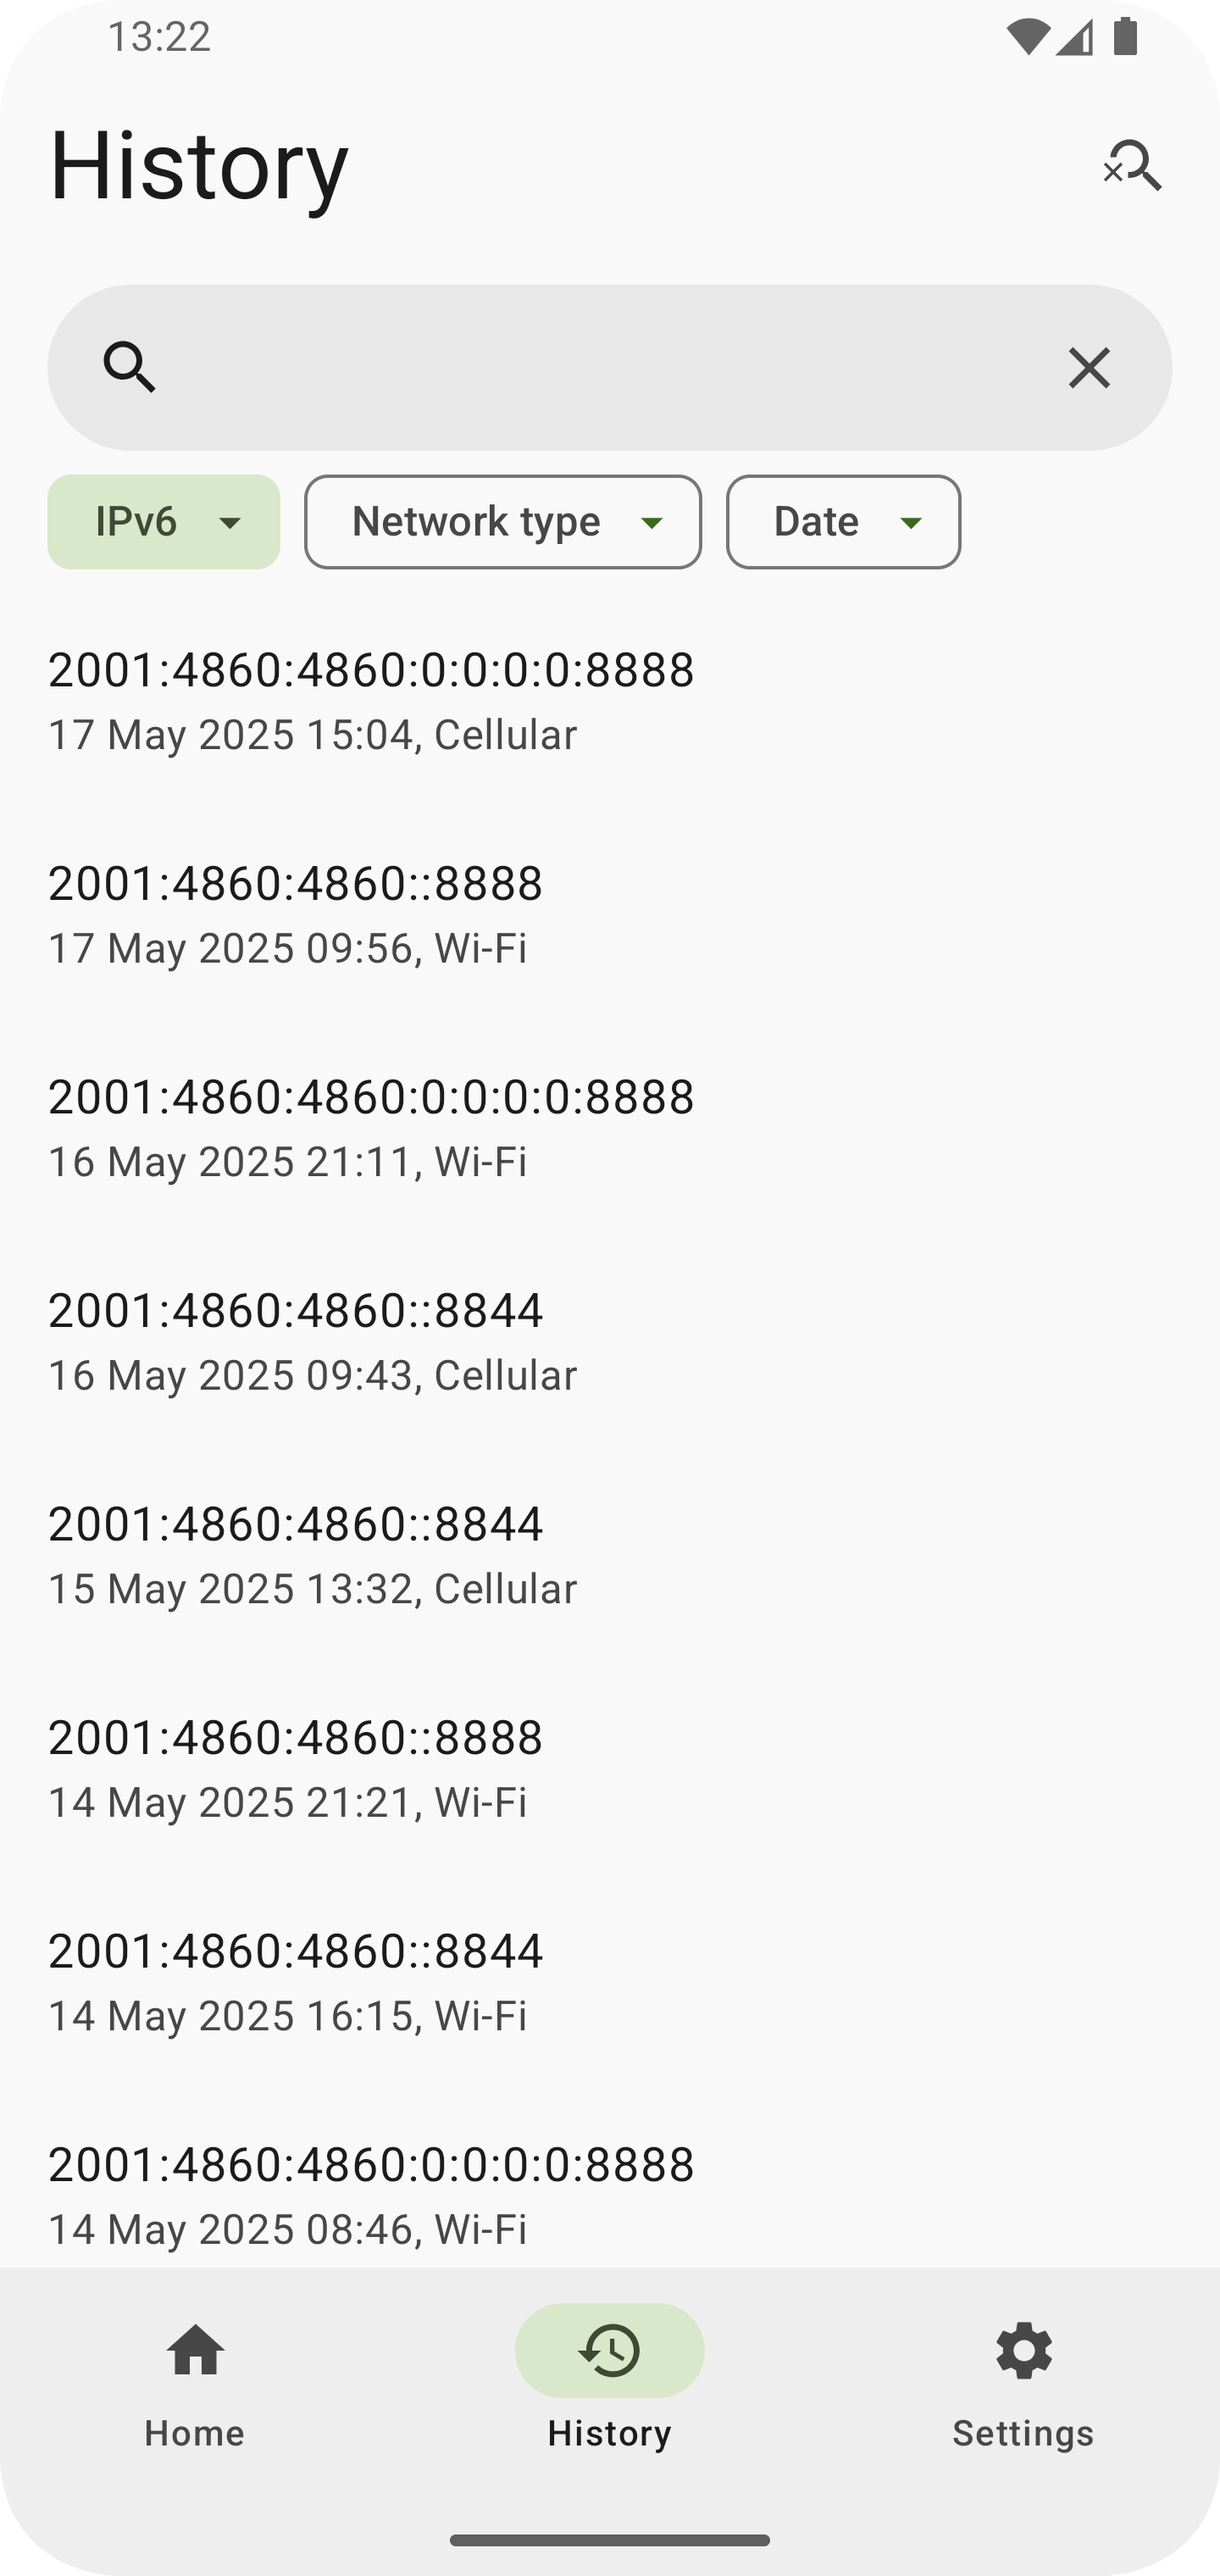 13:22
History
IPv6
Network type
Date
2001:4860:4860:0:0:0:0:8888
17 May 2025 15:04, Cellular
2001:4860:4860::8888
17 May 2025 09:56, Wi-Fi
2001:4860:4860:0:0:0:0:8888
16 May 2025 21:11, Wi-Fi
2001:4860:4860::8844
16 May 2025 09:43, Cellular
2001:4860:4860::8844
15 May 2025 13:32, Cellular
2001:4860:4860::8888
14 May 2025 21:21, Wi-Fi
2001:4860:4860::8844
14 May 2025 16:15, Wi-Fi
2001:4860:4860:0:0:0:0:8888
14 May 2025 08:46, Wi-Fi
Home
History
Settings